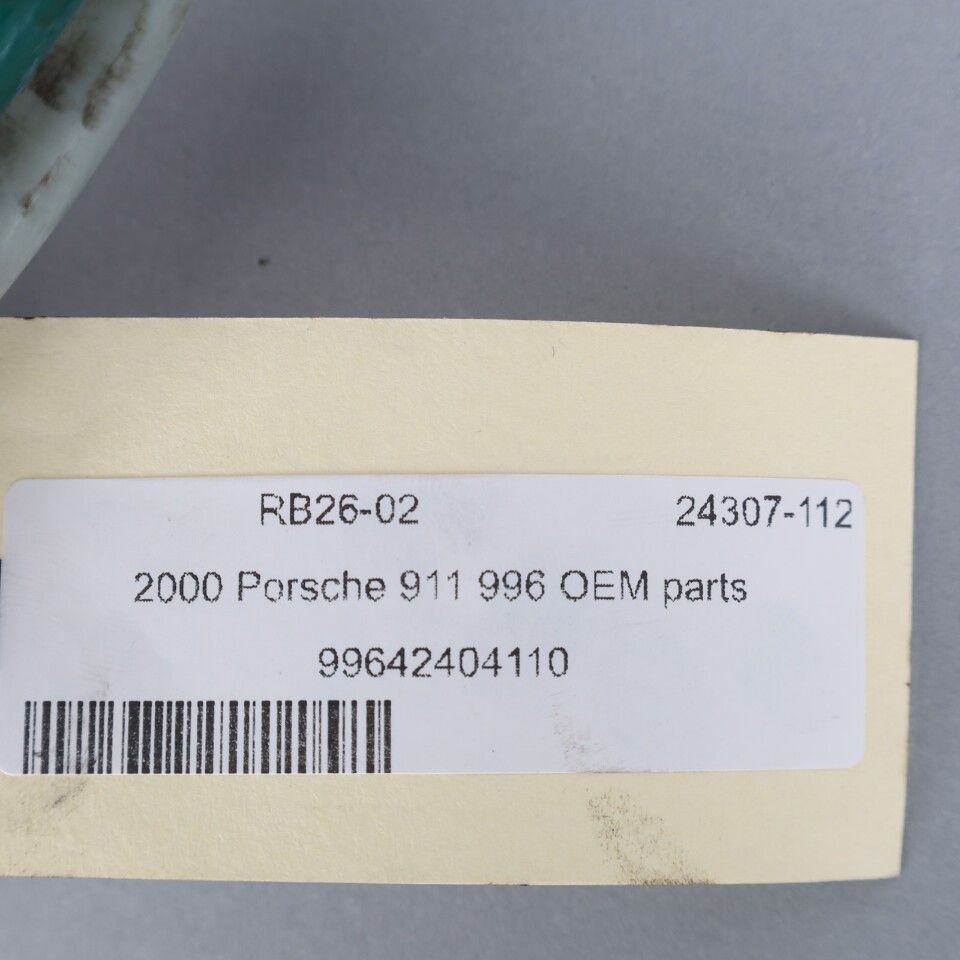 RB26-02 24307-112
2000 Porsche 911 996 OEM parts
99642404110